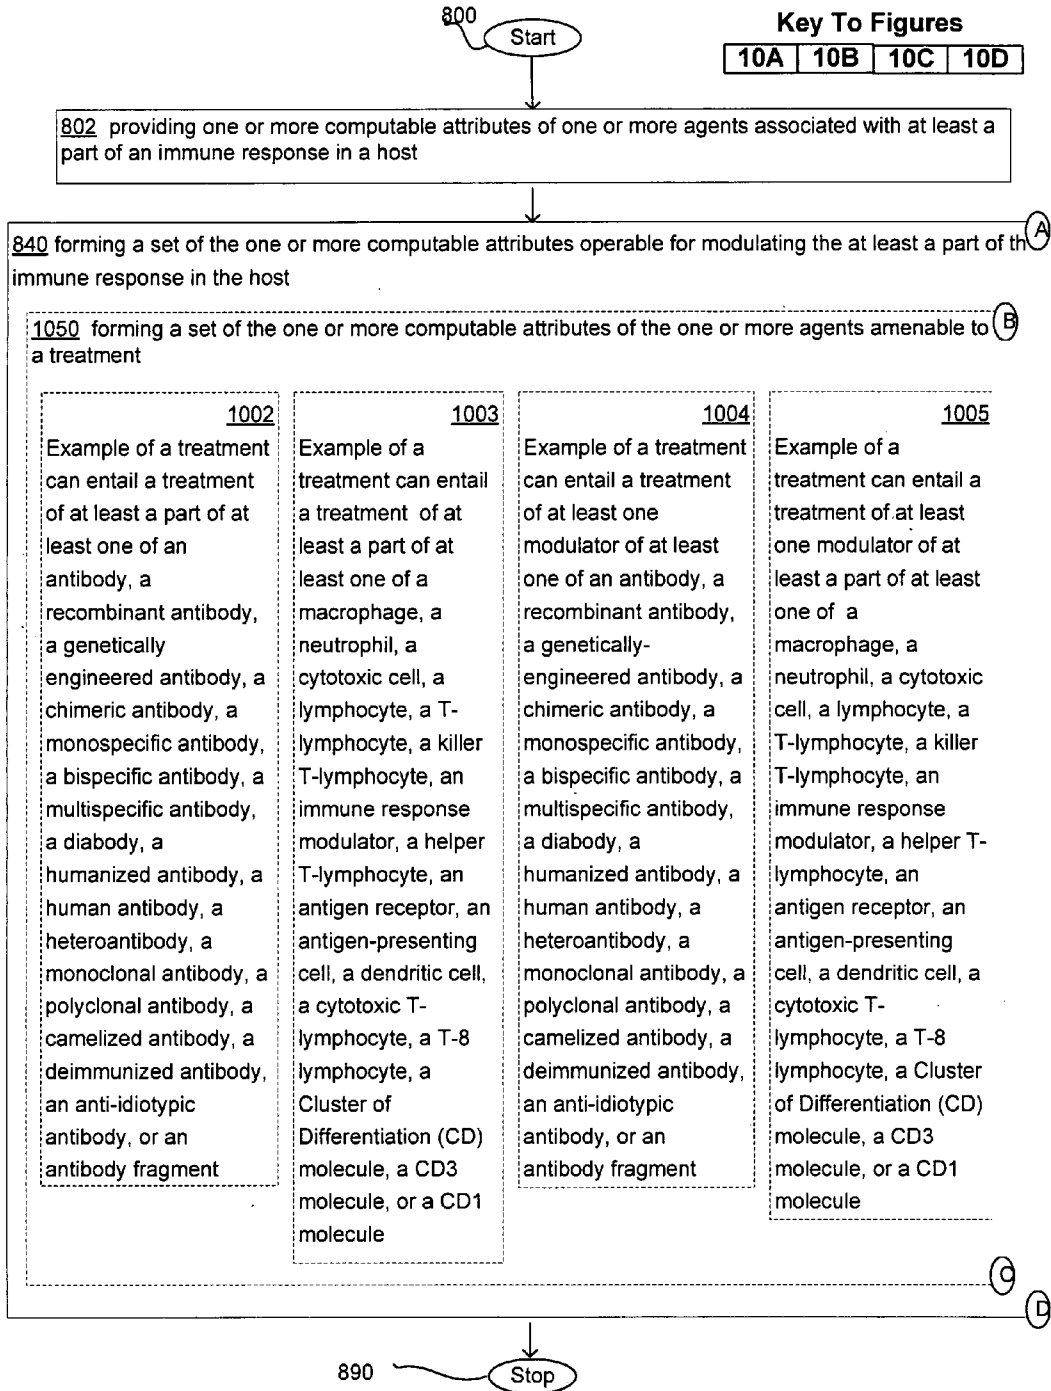 800
Start
Key To Figures
10A 10B 10C 10D
802 providing one or more computable attributes of one or more agents associated with at least a
part of an immune response in a host
840 forming a set of the one or more computable attributes operable for modulating the at least a part of th
A
immune response in the host
1050 forming a set of the one or more computable attributes of the one or more agents amenable to
B
a treatment
1002
Example of a treatment
can entail a treatment
of at least a part of at
least one of an
antibody, a
recombinant antibody,
a genetically
engineered antibody, a
chimeric antibody, a
monospecific antibody,
a bispecific antibody, a
multispecific antibody,
a diabody, a
humanized antibody, a
human antibody, a
heteroantibody, a
monoclonal antibody, a
polyclonal antibody, a
camelized antibody, a
deimmunized antibody,
an anti-idiotypic
antibody, or an
antibody fragment
1003
Example of a
treatment can entail
a treatment of at
least a part of at
least one of a
macrophage, a
neutrophil, a
cytotoxic cell, a
lymphocyte, a T-
lymphocyte, a killer
T-lymphocyte, an
immune response
modulator, a helper
T-lymphocyte, an
antigen receptor, an
antigen-presenting
cell, a dendritic cell,
a cytotoxic T-
lymphocyte, a T-8
lymphocyte, a
Cluster of
Differentiation (CD)
molecule, a CD3
molecule, or a CD1
molecule
1004
Example of a treatment
can entail a treatment
of at least one
modulator of at least
one of an antibody, a
recombinant antibody,
a genetically-
engineered antibody, a
chimeric antibody, a
monospecific antibody,
a bispecific antibody, a
multispecific antibody,
a diabody, a
humanized antibody, a
human antibody, a
heteroantibody, a
monoclonal antibody, a
polyclonal antibody, a
camelized antibody, a
deimmunized antibody,
an anti-idiotypic
antibody, or an
antibody fragment
1005
Example of a
treatment can entail a
treatment of at least
one modulator of at
least a part of at least
one of a
macrophage, a
neutrophil, a cytotoxic
cell, a lymphocyte, a
T-lymphocyte, a killer
T-lymphocyte, an
immune response
modulator, a helper T-
lymphocyte, an
antigen receptor, an
antigen-presenting
cell, a dendritic cell, a
cytotoxic T-
lymphocyte, a T-8
lymphocyte, a Cluster
of Differentiation (CD)
molecule, a CD3
molecule, or a CD1
molecule
C
D
890
Stop